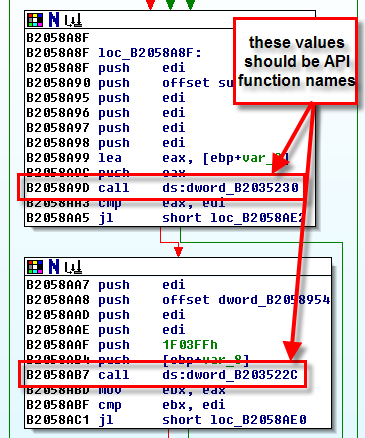 these values
should be API
function names
N
B2058A8F
B2058A8F loc_B2058A8F:
B2058A8F push edi
B2058A90 push offset su
B2058A95 push edi
B2058A96 push edi
B2058A97 push edi
B2058A98 push edi
B2058A99 lea eax, [ebp+var_
B2058A9C push eax
B2058A9D call ds:dword_B2035230
B2058AA3 cmp eax, edi
B2058AA5 jl short loc_B2058AE2
N
B2058AA7 push edi
B2058AA8 push offset dword_B2058954
B2058AAD push edi
B2058AAE push edi
B2058AAF push 1F03FFh
B2058AB4 push [ebp+var_8]
B2058AB7 call ds:dword_B203522C
B2058ABD mov ebx, eax
B2058ABF cmp ebx, edi
B2058AC1 jl short loc_B2058AE0